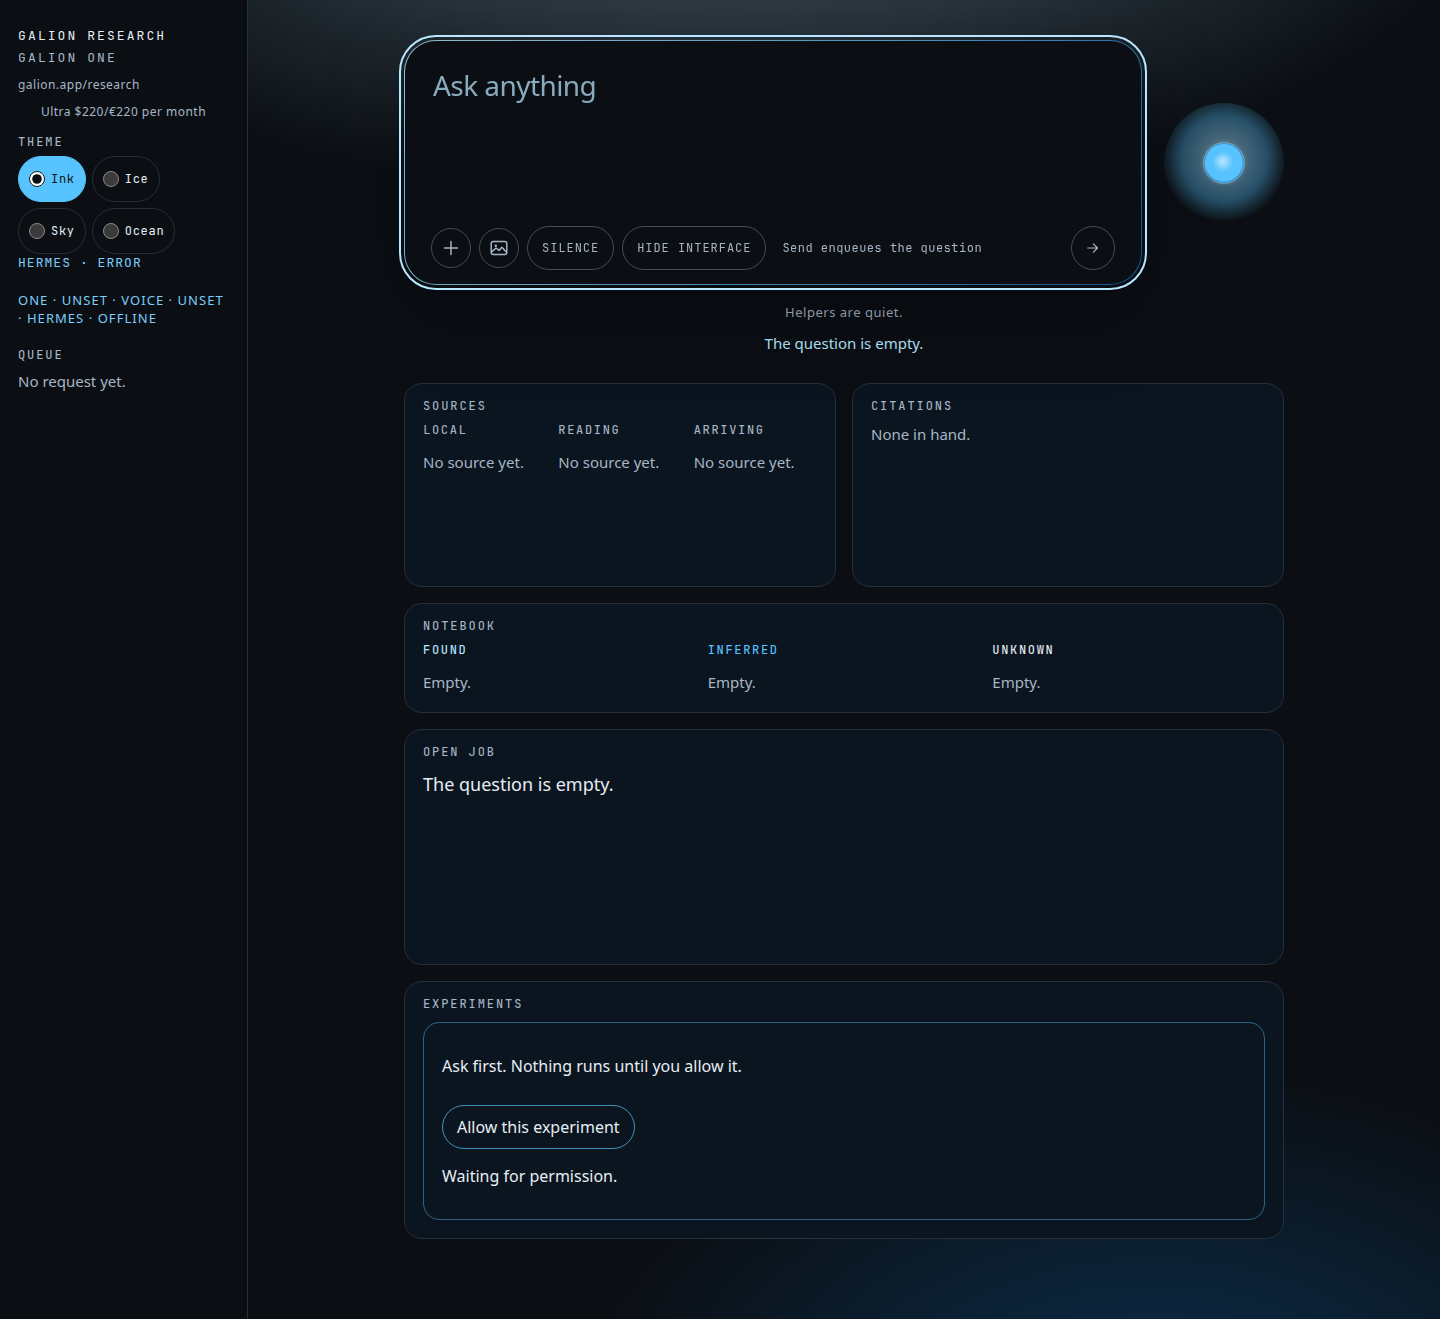 GALION RESEARCH
GALION ONE
galion.app/research
Ultra $220/€220 per month
THEME
Ink
Ice
Sky
Ocean
HERMES · ERROR
ONE · UNSET · VOICE · UNSET
· HERMES · OFFLINE
QUEUE
No request yet.
Ask anything
SILENCE
HIDE INTERFACE
Send enqueues the question
Helpers are quiet.
The question is empty.
SOURCES
LOCAL
READING
ARRIVING
No source yet.
No source yet.
No source yet.
CITATIONS
None in hand.
NOTEBOOK
FOUND
INFERRED
UNKNOWN
Empty.
Empty.
Empty.
OPEN JOB
The question is empty.
EXPERIMENTS
Ask first. Nothing runs until you allow it.
Allow this experiment
Waiting for permission.